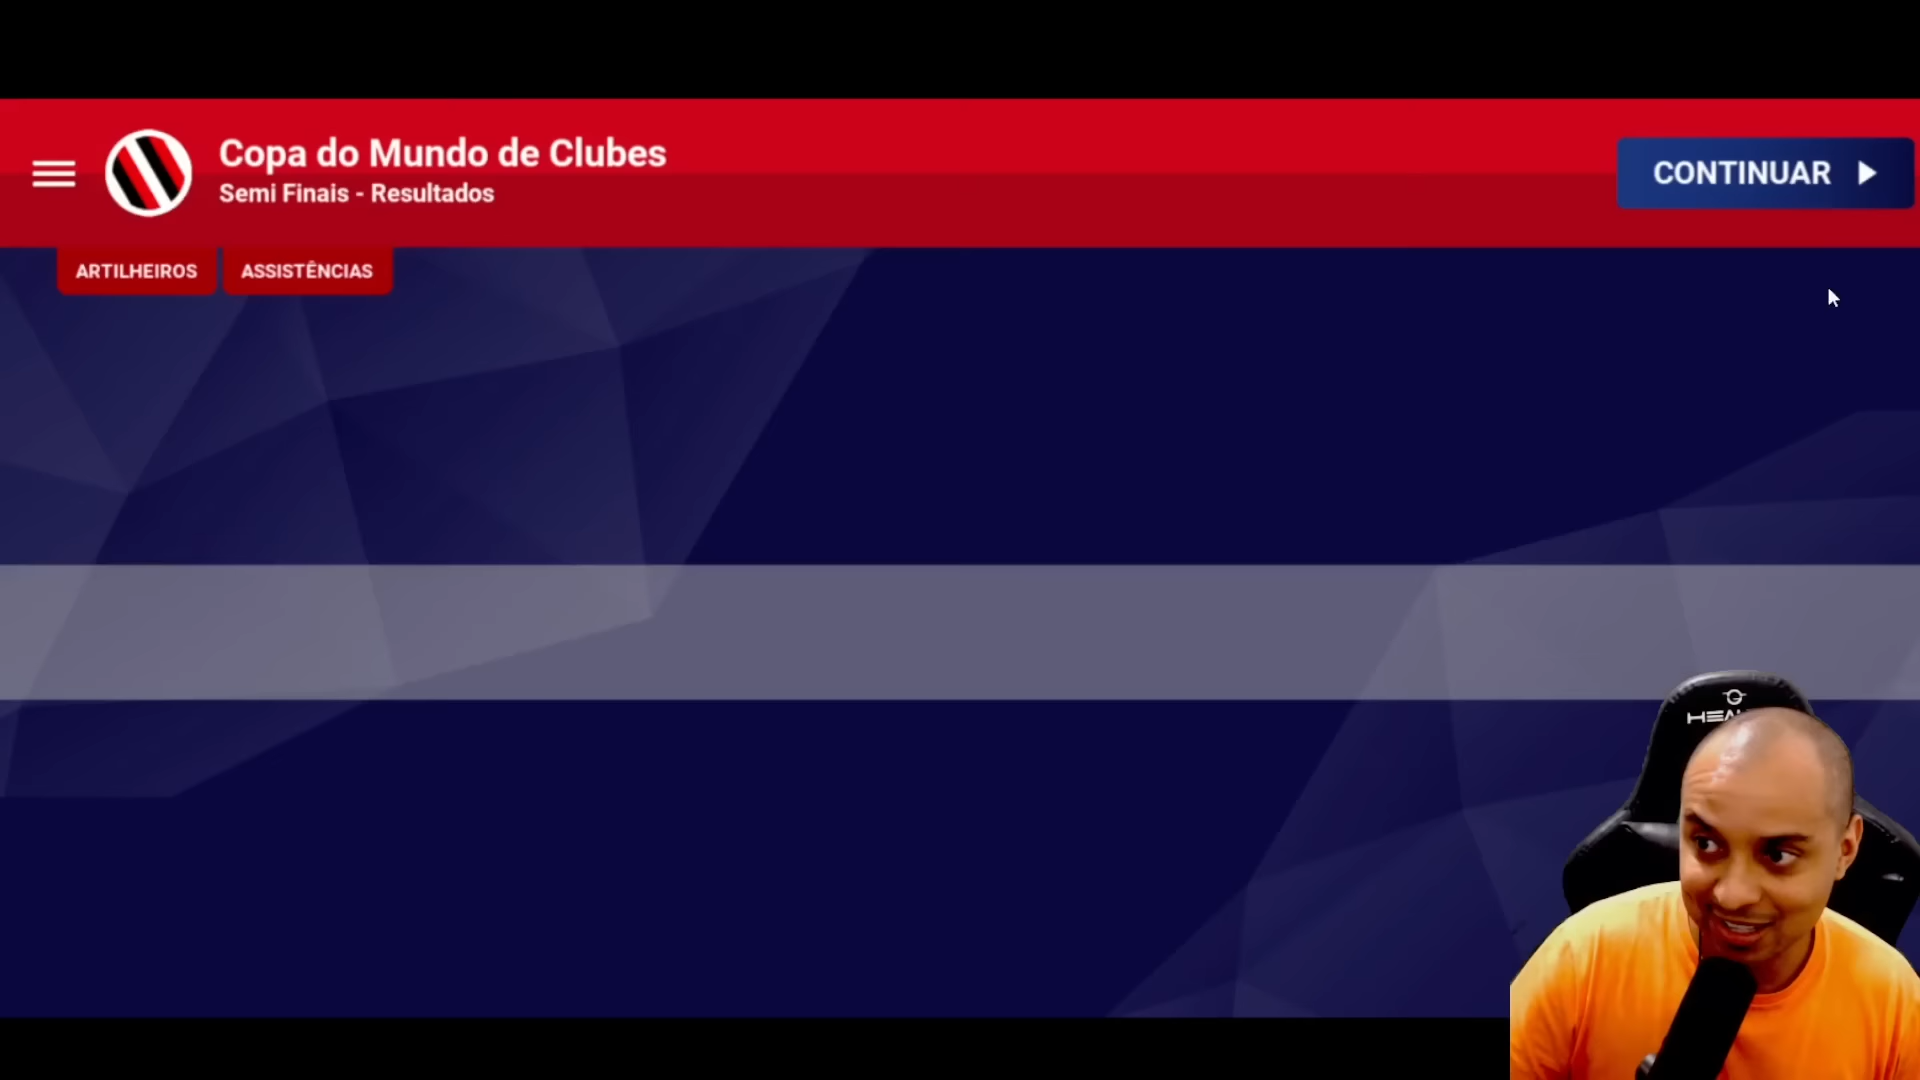 Copa do Mundo de Clubes
Semi Finais - Resultados
CONTINUAR
ARTILHEIROS
ASSISTÊNCIAS